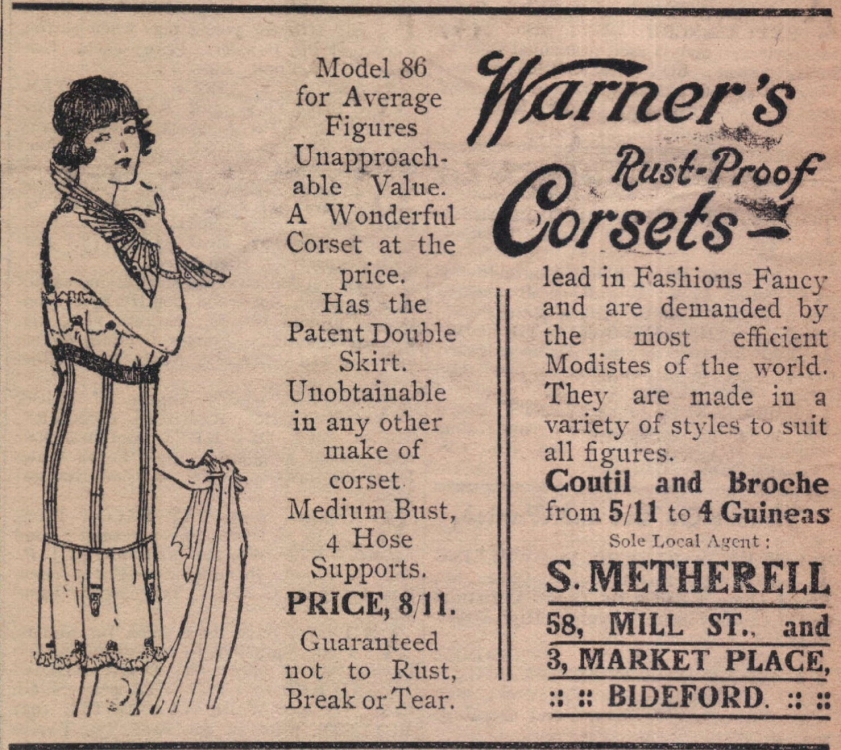 Model 86
for Average
Figures
Unapproach-
able Value.
A Wonderful
Corset at the
price.
Has the
Patent Double
Skirt.
Unobtainable
in any other
make of
corset
Medium Bust,
4 Hose
Supports.
PRICE, 8/11.
Guaranteed
not to Rust,
Break or Tear.
Warner's
Rust-Proof
Corsets—
lead in Fashions Fancy
and are demanded by
the most efficient
Modistes of the world.
They are made in a
variety of styles to suit
all figures.
Coutil and Broche
from 5/11 to 4 Guineas
Sole Local Agent :
S. METHERELL
58, MILL ST., and
3, MARKET PLACE,
:: :: BIDEFORD. :: ::